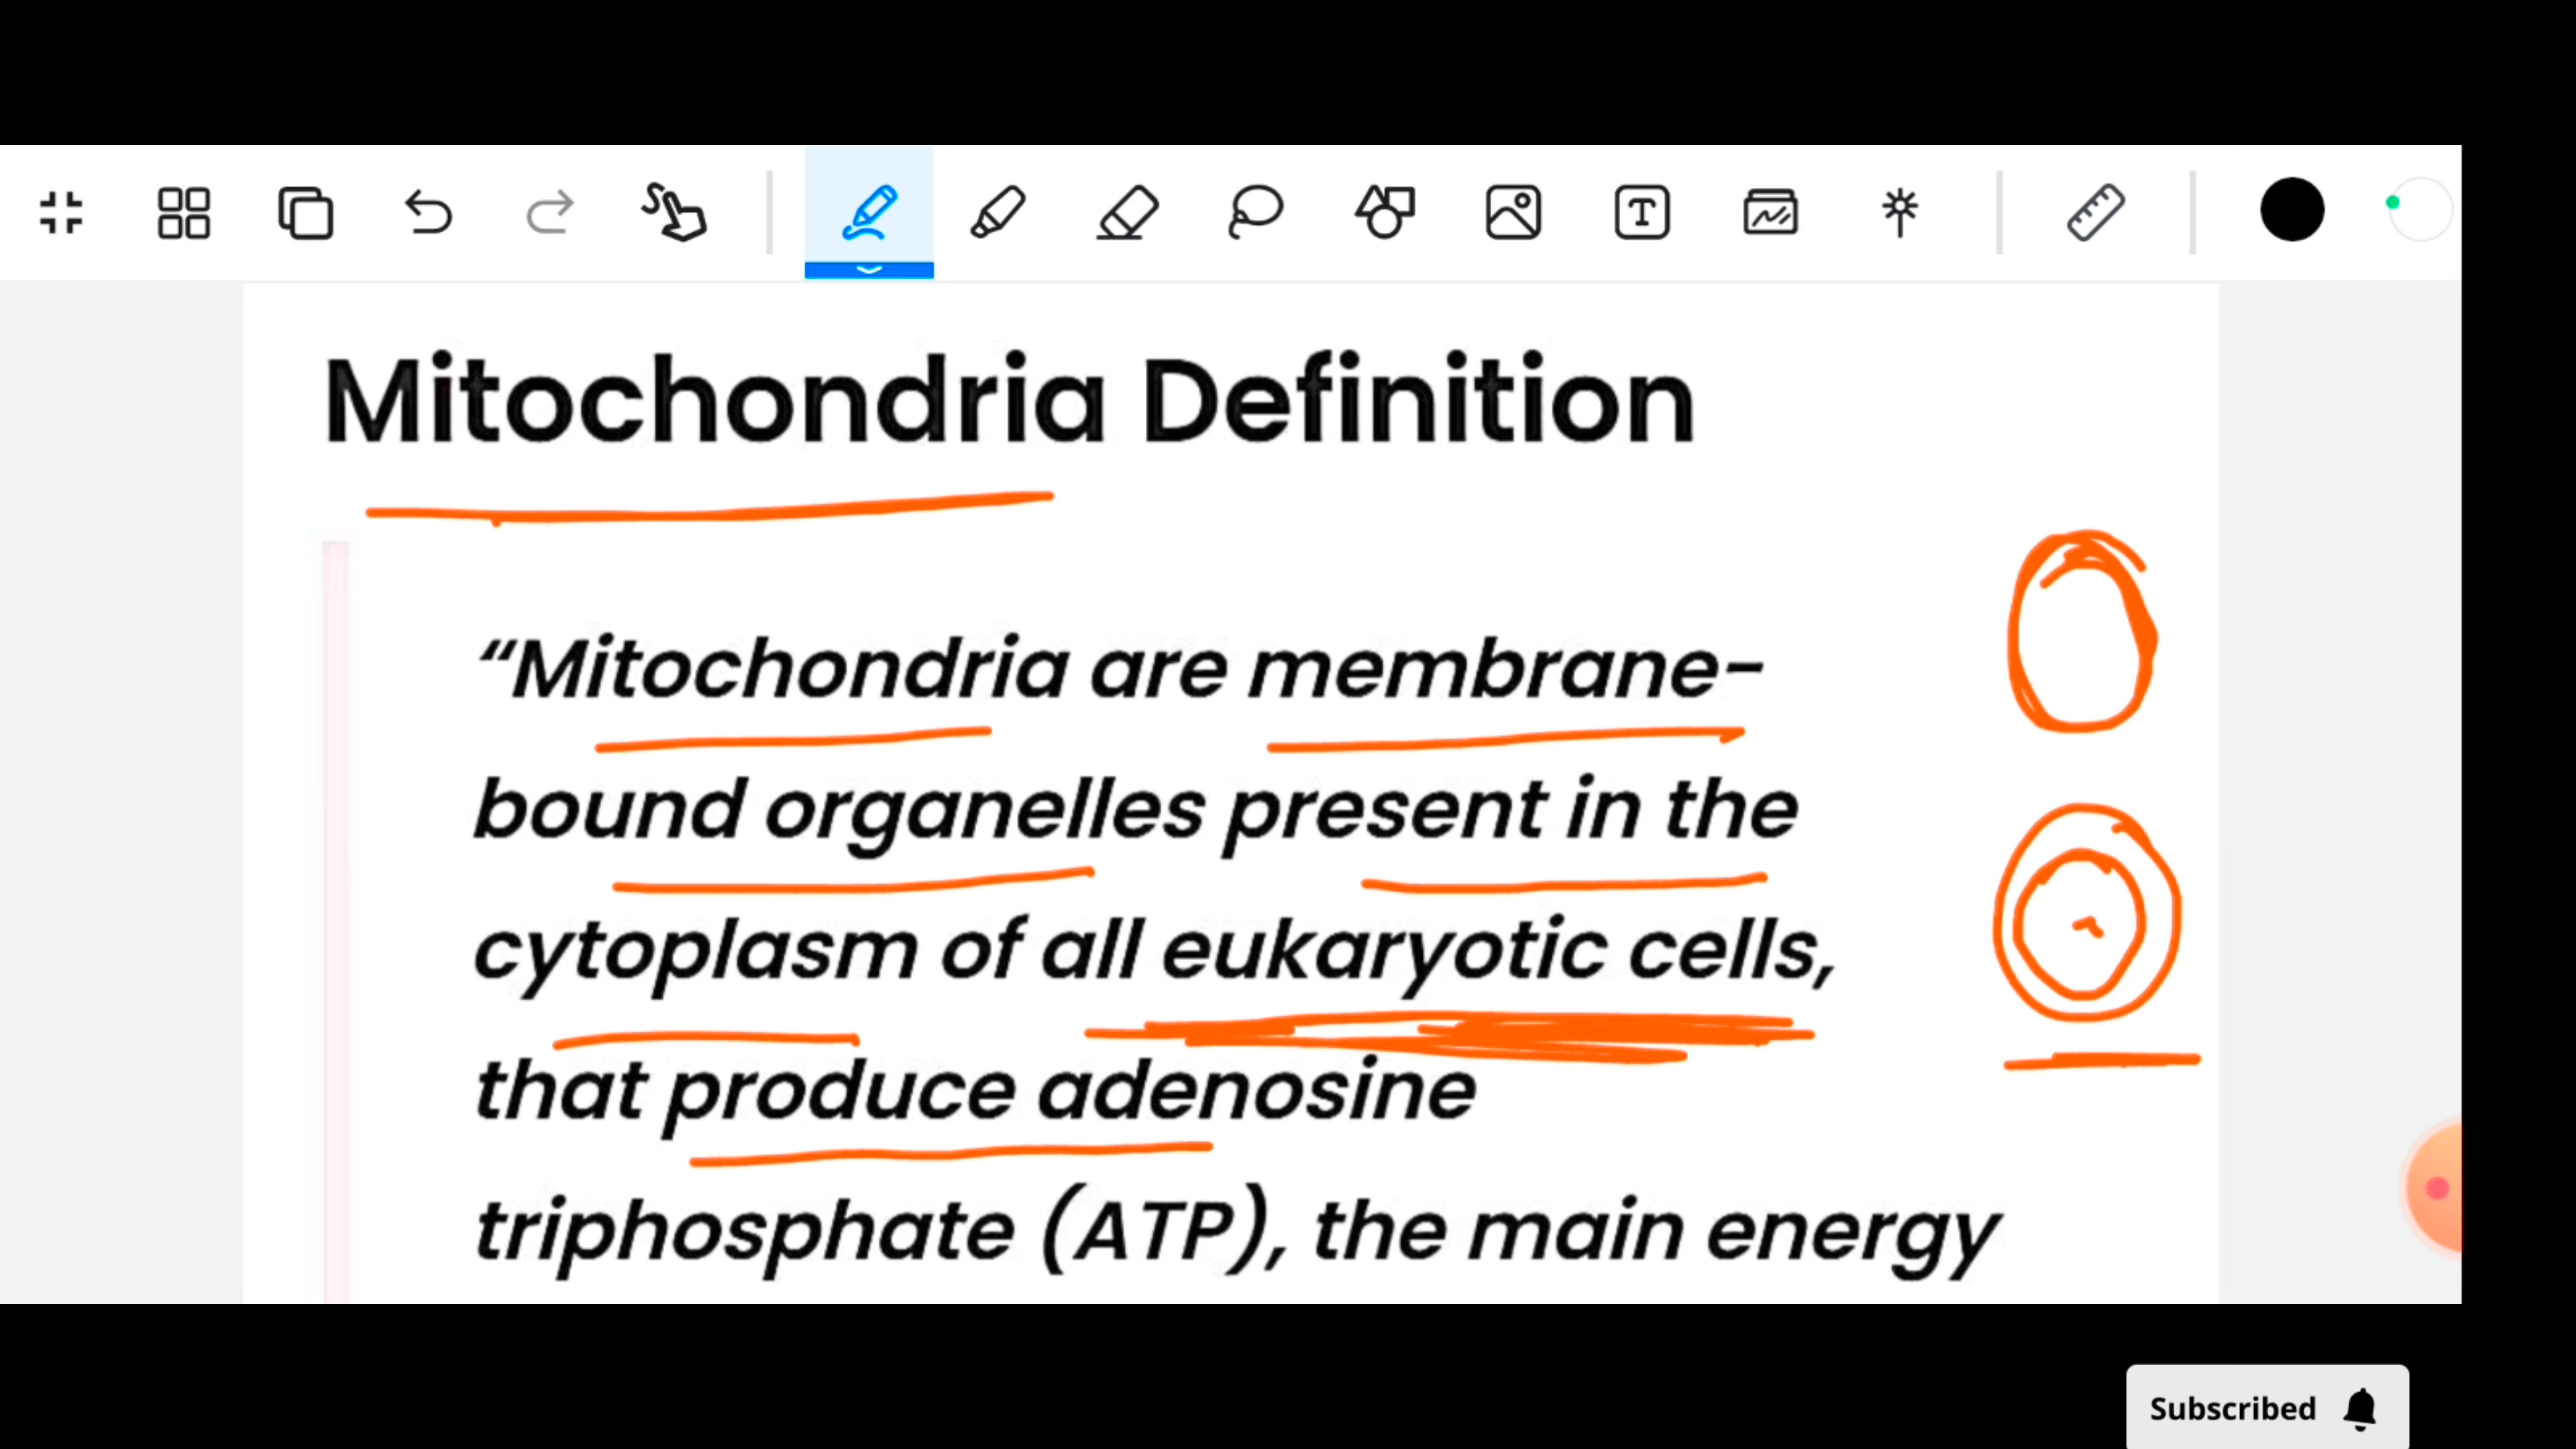 Mitochondria Definition
“Mitochondria are membrane-
bound organelles present in the
cytoplasm of all eukaryotic cells,
that produce adenosine
triphosphate (ATP), the main energy
Subscribed